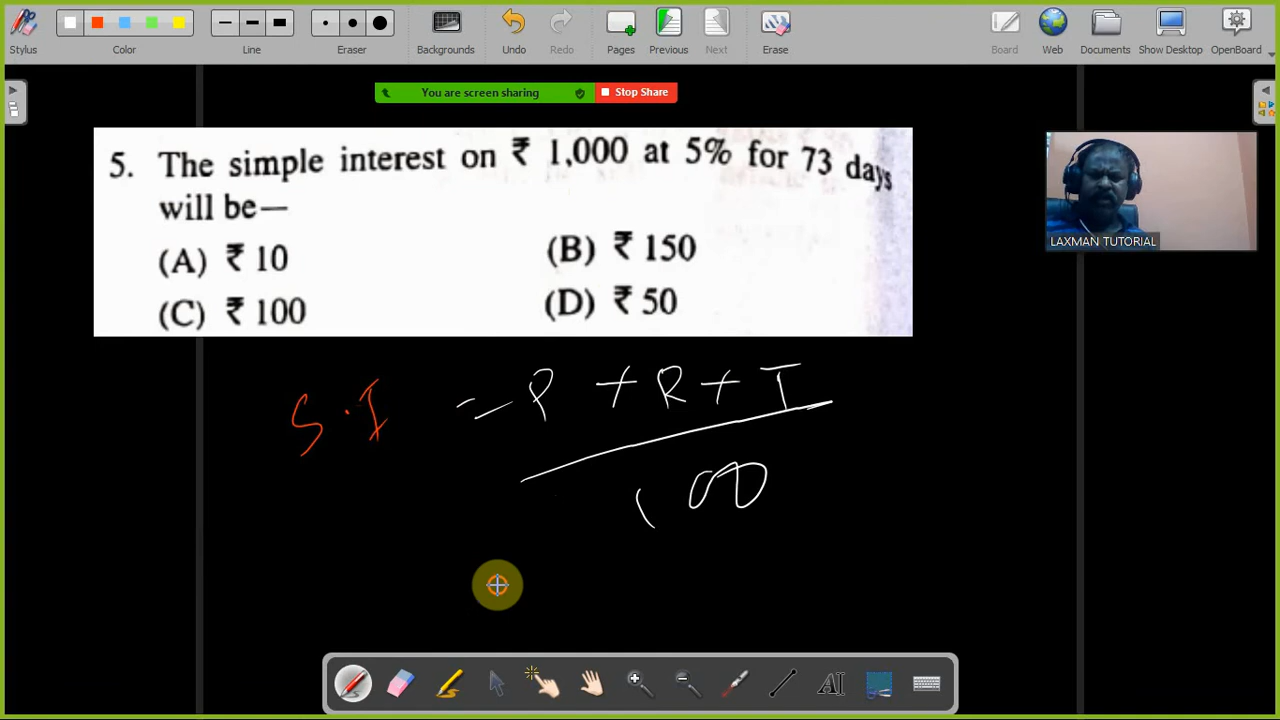 Stylus
Color
Line
Eraser
Backgrounds
Undo
Redo
Pages
Previous
Next
Erase
Board
Web
Documents
Show Desktop
OpenBoard
You are screen sharing
Stop Share
5. The simple interest on ₹ 1,000 at 5% for 73 days
will be—
(A) ₹ 10 (B) ₹ 150
(C) ₹ 100 (D) ₹ 50
LAXMAN TUTORIAL
S.I = P + R + T
100